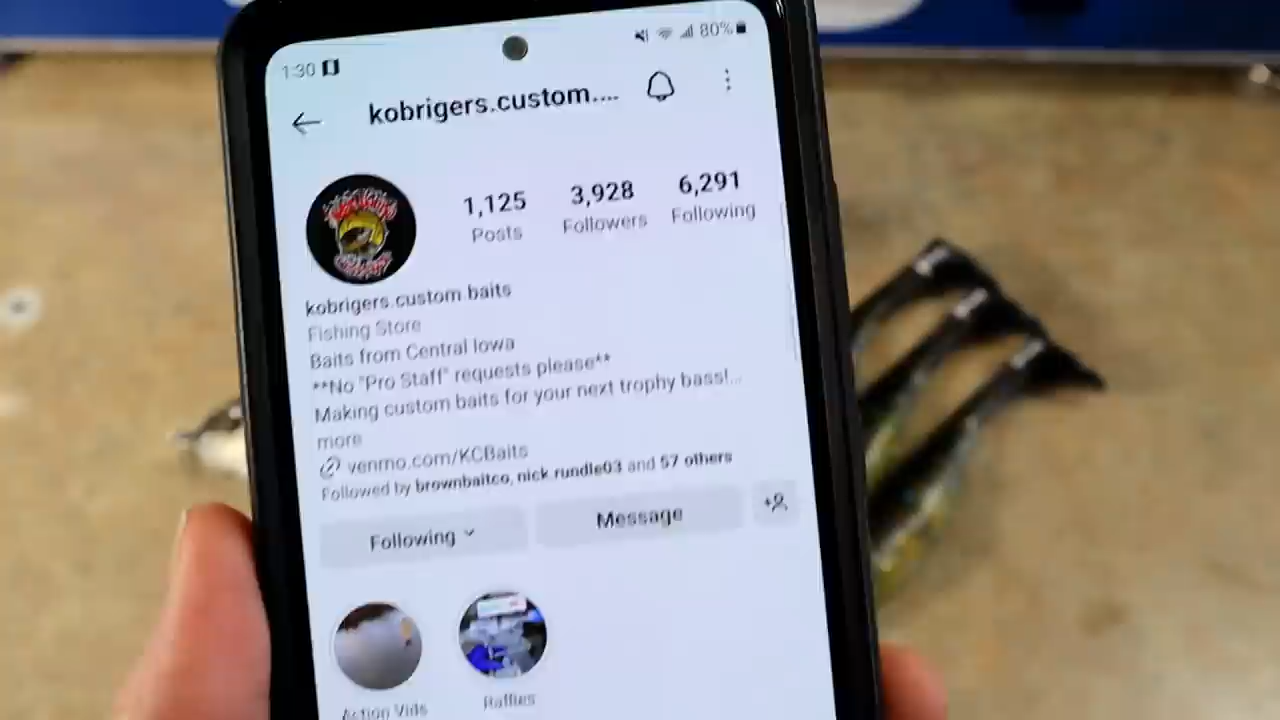 1:30 80%
kobrigers.custom....
1,125 3,928 6,291
Posts Followers Following
kobrigers.custom.baits
Fishing Store
Baits from Central Iowa
**No "Pro Staff" requests please**
Making custom baits for your next trophy bass!...
more
venmo.com/KCBaits
Followed by brownbaitco, nick.rundle03 and 57 others
Following Message
Action Vids Raffles